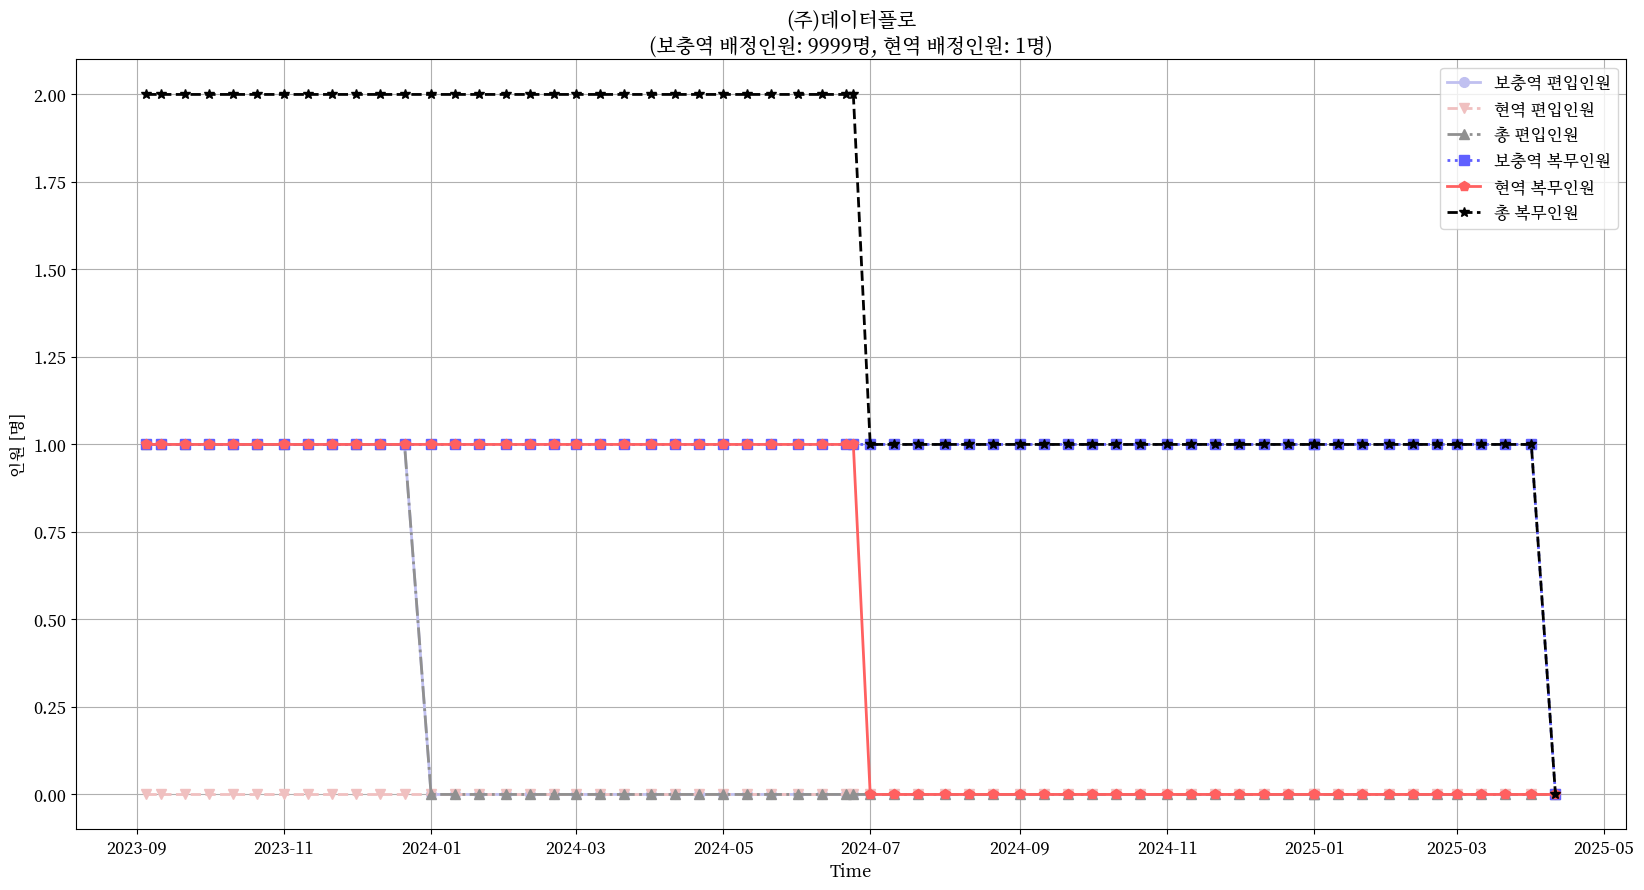 (주)데이터플로
(보충역 배정인원: 9999명, 현역 배정인원: 1명)
보충역 편입인원
현역 편입인원
총 편입인원
보충역 복무인원
현역 복무인원
총 복무인원
인원 [명]
2.00
1.75
1.50
1.25
1.00
0.75
0.50
0.25
0.00
2023-09 2023-11 2024-01 2024-03 2024-05 2024-07 2024-09 2024-11 2025-01 2025-03 2025-05
Time